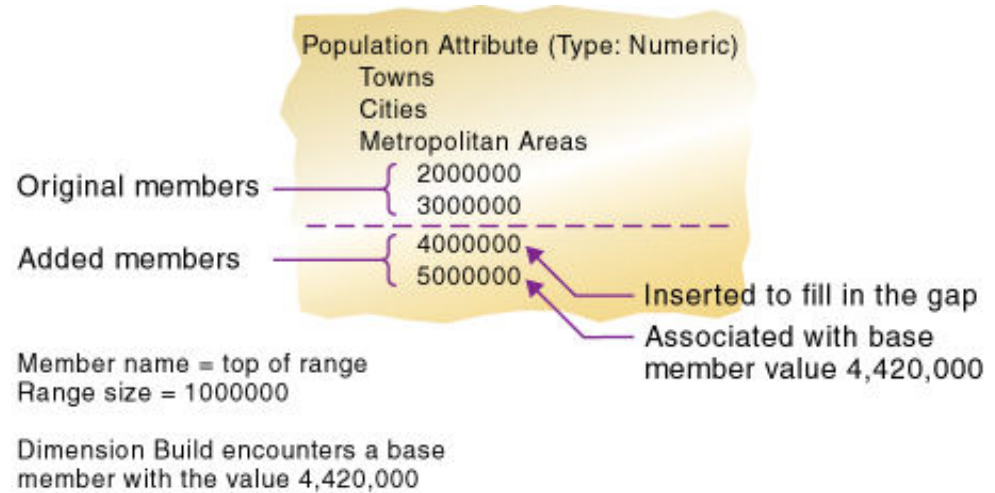 Population Attribute (Type: Numeric)
Towns
Cities
Metropolitan Areas
Original members
2000000
3000000
Added members
4000000
5000000
Inserted to fill in the gap
Associated with base
member value 4,420,000
Member name = top of range
Range size = 1000000
Dimension Build encounters a base
member with the value 4,420,000